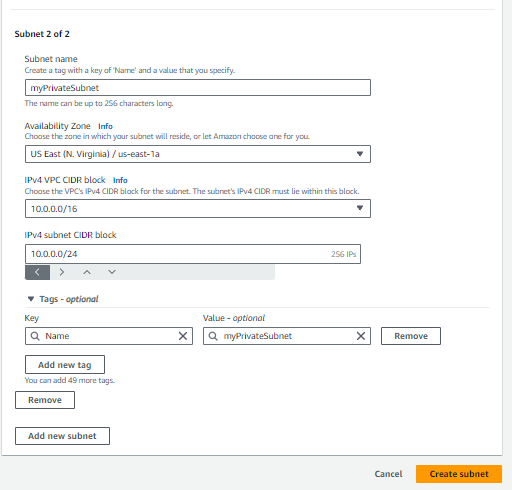 Subnet 2 of 2
Subnet name
Create a tag with a key of 'Name' and a value that you specify.
myPrivateSubnet
The name can be up to 256 characters long.
Availability Zone Info
Choose the zone in which your subnet will reside, or let Amazon choose one for you.
US East (N. Virginia) / us-east-1a
IPv4 VPC CIDR block Info
Choose the VPC's IPv4 CIDR block for the subnet. The subnet's IPv4 CIDR must lie within this block.
10.0.0.0/16
IPv4 subnet CIDR block
10.0.0.0/24 256 IPs
Tags - optional
Key Value - optional
Name myPrivateSubnet Remove
Add new tag
You can add 49 more tags.
Remove
Add new subnet
Cancel Create subnet